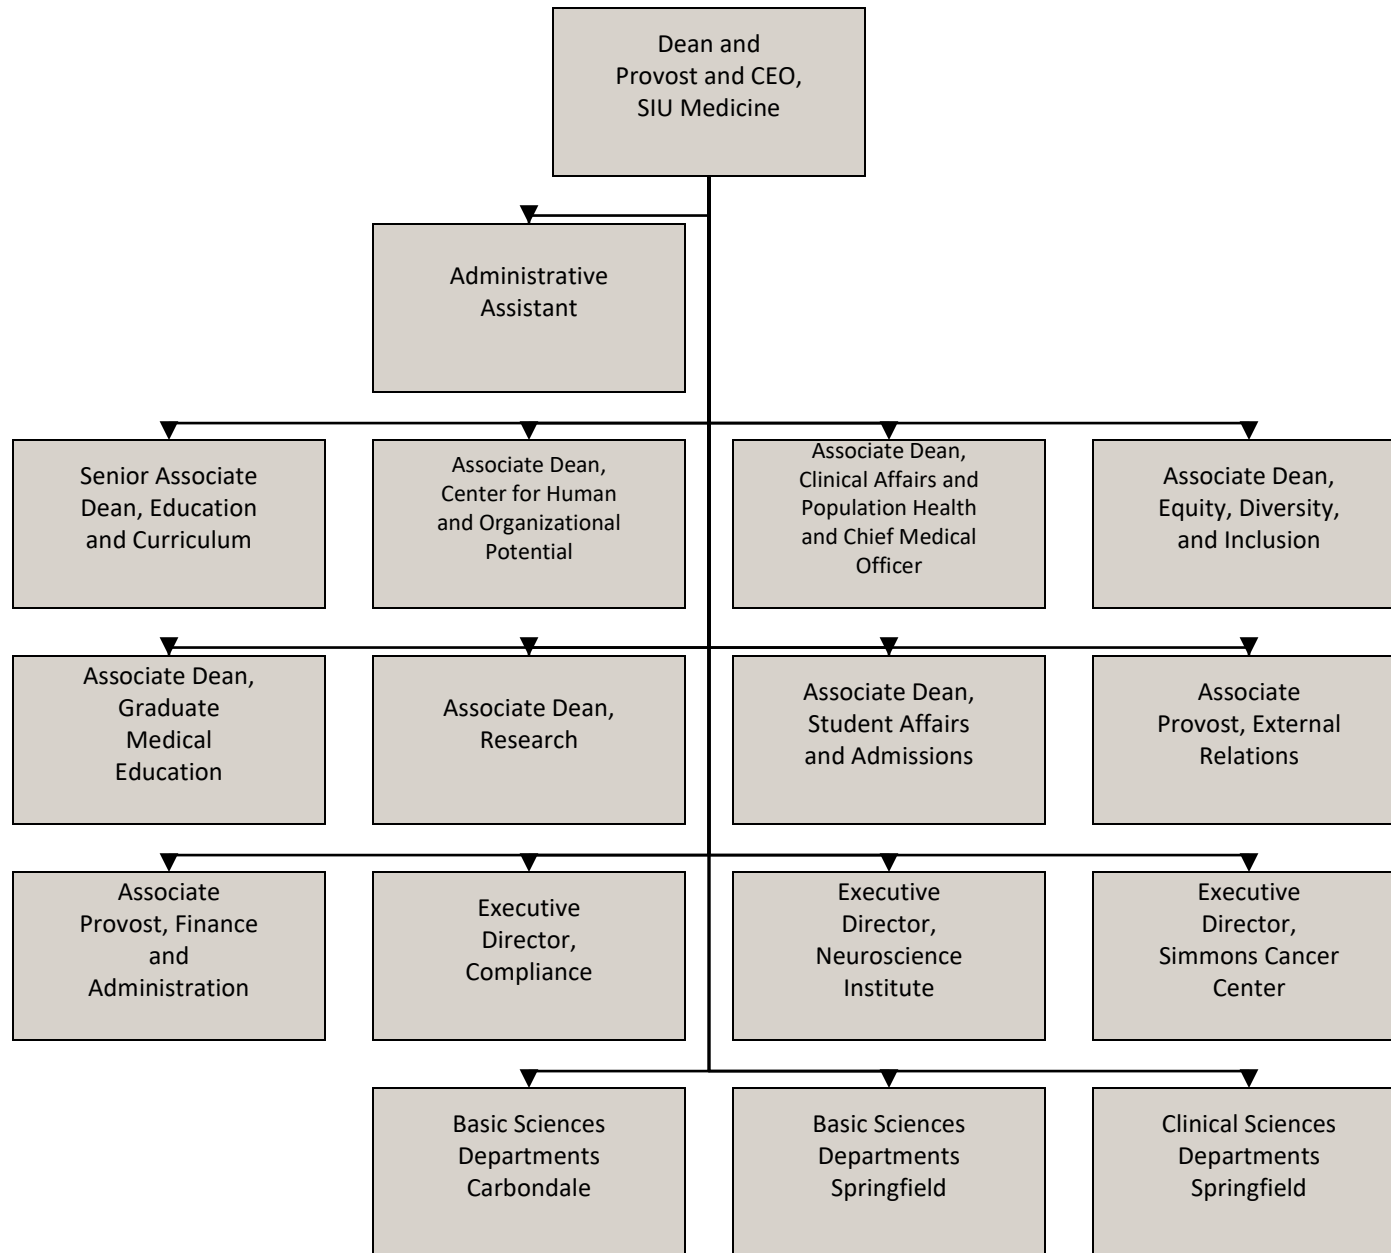 Dean and
Provost and CEO,
SIU Medicine
Administrative
Assistant
Senior Associate
Dean, Education
and Curriculum
Associate Dean,
Center for Human
and Organizational
Potential
Associate Dean,
Clinical Affairs and
Population Health
and Chief Medical
Officer
Associate Dean,
Equity, Diversity,
and Inclusion
Associate Dean,
Graduate
Medical
Education
Associate Dean,
Research
Associate Dean,
Student Affairs
and Admissions
Associate
Provost, External
Relations
Associate
Provost, Finance
and
Administration
Executive
Director,
Compliance
Executive
Director,
Neuroscience
Institute
Executive
Director,
Simmons Cancer
Center
Basic Sciences
Departments
Carbondale
Basic Sciences
Departments
Springfield
Clinical Sciences
Departments
Springfield